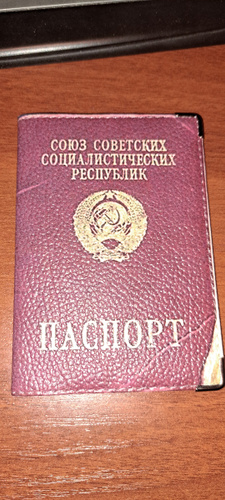 СОЮЗ СОВЕТСКИХ
СОЦИАЛИСТИЧЕСКИХ
РЕСПУБЛИК
ПАСПОРТ